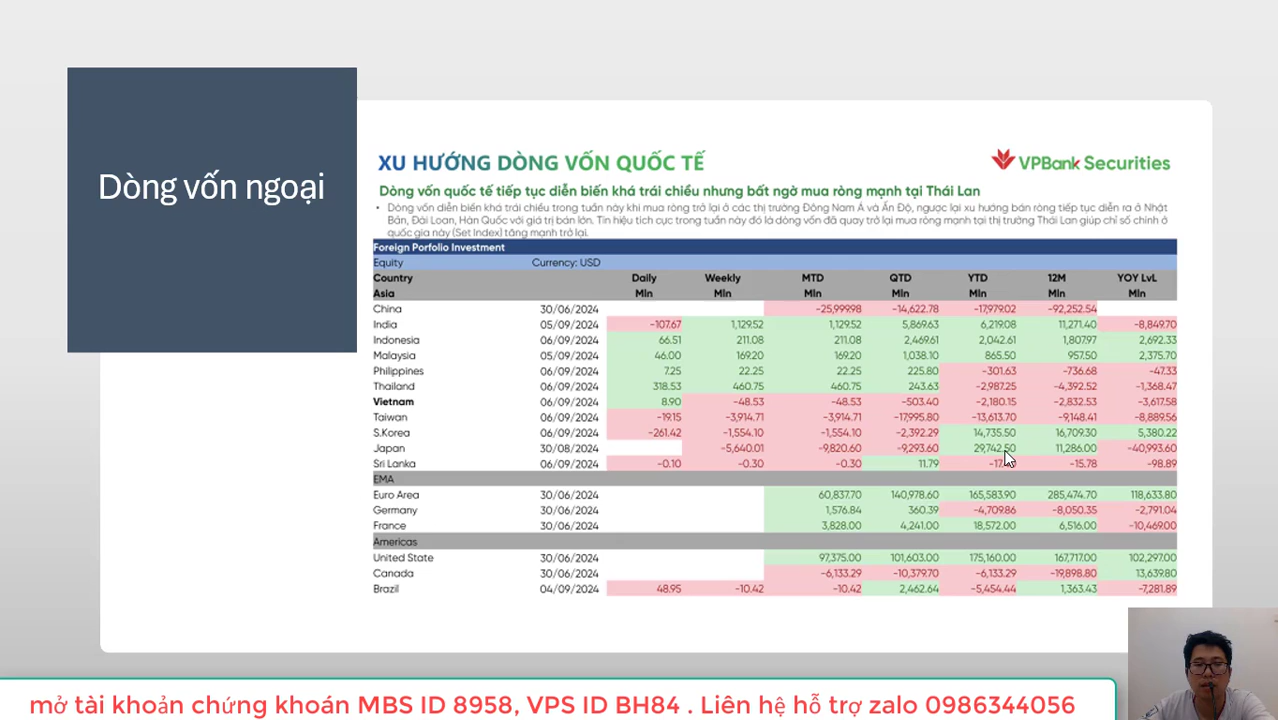 Dòng vốn ngoại
XU HƯỚNG DÒNG VỐN QUỐC TẾ
VPBank Securities
Dòng vốn quốc tế tiếp tục diễn biến khá trái chiều nhưng bất ngờ mua ròng mạnh tại Thái Lan
• Dòng vốn diễn biến khá trái chiều trong tuần này khi mua ròng trở lại ở các thị trường Đông Nam Á và Ấn Độ, ngược lại xu hướng bán ròng tiếp tục diễn ra ở Nhật
Bản, Đài Loan, Hàn Quốc với giá trị bán lớn. Tín hiệu tích cực trong tuần này đó là dòng vốn đã quay trở lại mua ròng mạnh tại thị trường Thái Lan giúp chỉ số chính ở
quốc gia này (Set Index) tăng mạnh trở lại.
Foreign Porfolio Investment
Equity Currency: USD
Country Daily Weekly MTD QTD YTD 12M YOY LvL
Asia Mln Mln Mln Mln Mln Mln Mln
China 30/06/2024 -25,999.98 -14,622.78 -17,979.02 -92,252.54
India 05/09/2024 -107.67 1,129.52 1,129.52 5,869.63 6,219.08 11,271.40 -8,849.70
Indonesia 06/09/2024 66.51 211.08 211.08 2,469.61 2,042.61 1,807.97 2,692.33
Malaysia 05/09/2024 46.00 169.20 169.20 1,038.10 865.50 957.50 2,375.70
Philippines 06/09/2024 7.25 22.25 22.25 225.80 -301.63 -736.68 -47.33
Thailand 06/09/2024 318.53 460.75 460.75 243.63 -2,987.25 -4,392.52 -1,368.47
Vietnam 06/09/2024 8.90 -48.53 -48.53 -503.40 -2,180.15 -2,832.53 -3,617.58
Taiwan 06/09/2024 -19.15 -3,914.71 -3,914.71 -17,995.80 -13,613.70 -9,148.41 -8,889.56
S.Korea 06/09/2024 -261.42 -1,554.10 -1,554.10 -2,392.29 14,735.50 16,709.30 5,380.22
Japan 30/08/2024 -5,640.01 -9,820.60 -9,293.60 29,742.50 11,286.00 -40,993.60
Sri Lanka 06/09/2024 -0.10 -0.30 -0.30 11.79 -15.78 -98.89
EMA
Euro Area 30/06/2024 60,837.70 140,978.60 165,583.90 285,474.70 118,633.80
Germany 30/06/2024 1,576.84 360.39 -4,709.86 -8,050.35 -2,791.04
France 30/06/2024 3,828.00 4,241.00 18,572.00 6,516.00 -10,469.00
Americas
United State 30/06/2024 97,375.00 101,603.00 175,160.00 167,717.00 102,297.00
Canada 30/06/2024 -6,133.29 -10,379.70 -6,133.29 -19,898.80 13,639.80
Brazil 04/09/2024 48.95 -10.42 -10.42 2,462.64 -5,454.44 1,363.43 -7,281.89
mở tài khoản chứng khoán MBS ID 8958, VPS ID BH84 . Liên hệ hỗ trợ zalo 0986344056